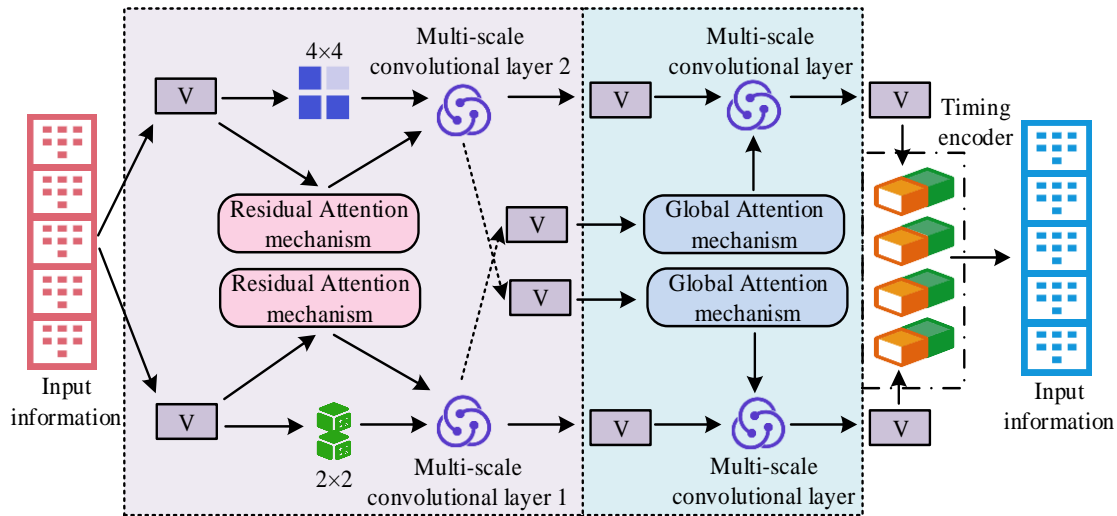 4×4
Multi-scale
convolutional layer 2
Multi-scale
convolutional layer
V
V
V
Timing
encoder
Residual Attention
mechanism
V
Global Attention
mechanism
Residual Attention
mechanism
V
Global Attention
mechanism
Input
information
Input
information
V
V
V
2×2
Multi-scale
convolutional layer 1
Multi-scale
convolutional layer